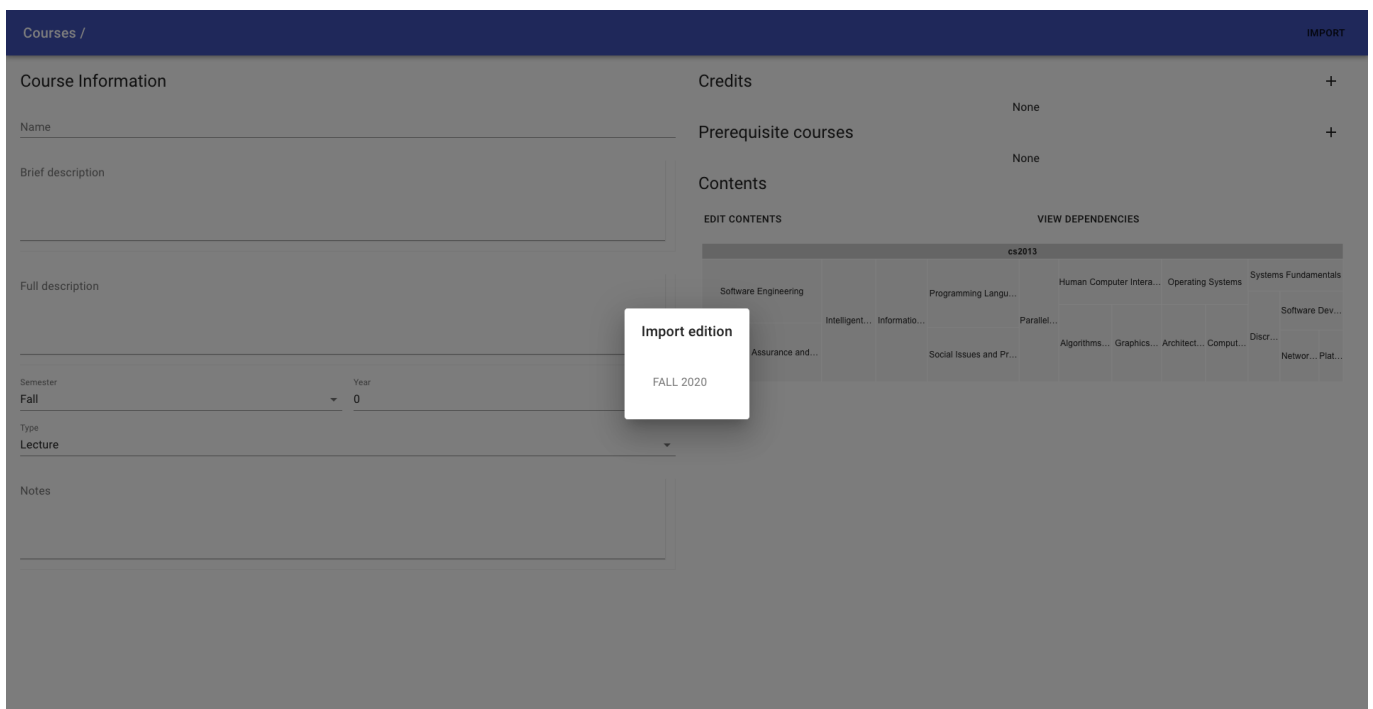 Courses /
IMPORT
Course Information
Name
Brief description
Full description
Semester
Fall
Year
0
Type
Lecture
Notes
Credits
+
None
Prerequisite courses
+
None
Contents
EDIT CONTENTS
VIEW DEPENDENCIES
cs2013
Software Engineering
Assurance and...
Intelligent...
Informatio...
Programming Langu...
Social Issues and Pr...
Parallel...
Human Computer Intera...
Operating Systems
Algorithms...
Graphics...
Architect...
Comput...
Systems Fundamentals
Discr...
Software Dev...
Networ...
Plat...
Import edition
FALL 2020